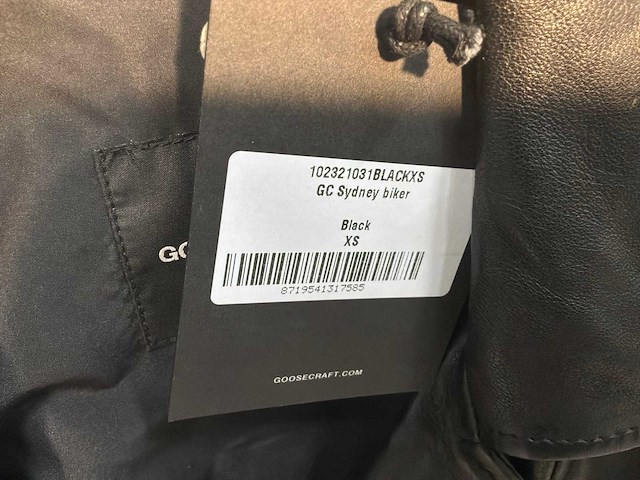 102321031BLACKXS
GC Sydney biker
Black
XS
8719541317585
GOOSECRAFT.COM